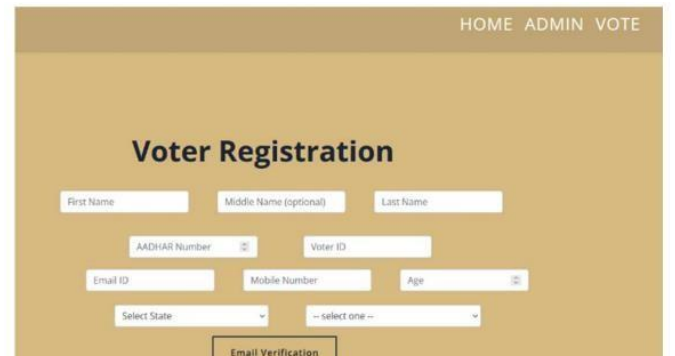 HOME ADMIN VOTE
Voter Registration
First Name Middle Name (optional) Last Name
AADHAR Number Voter ID
Email ID Mobile Number Age
Select State -- select one --
Email Verification